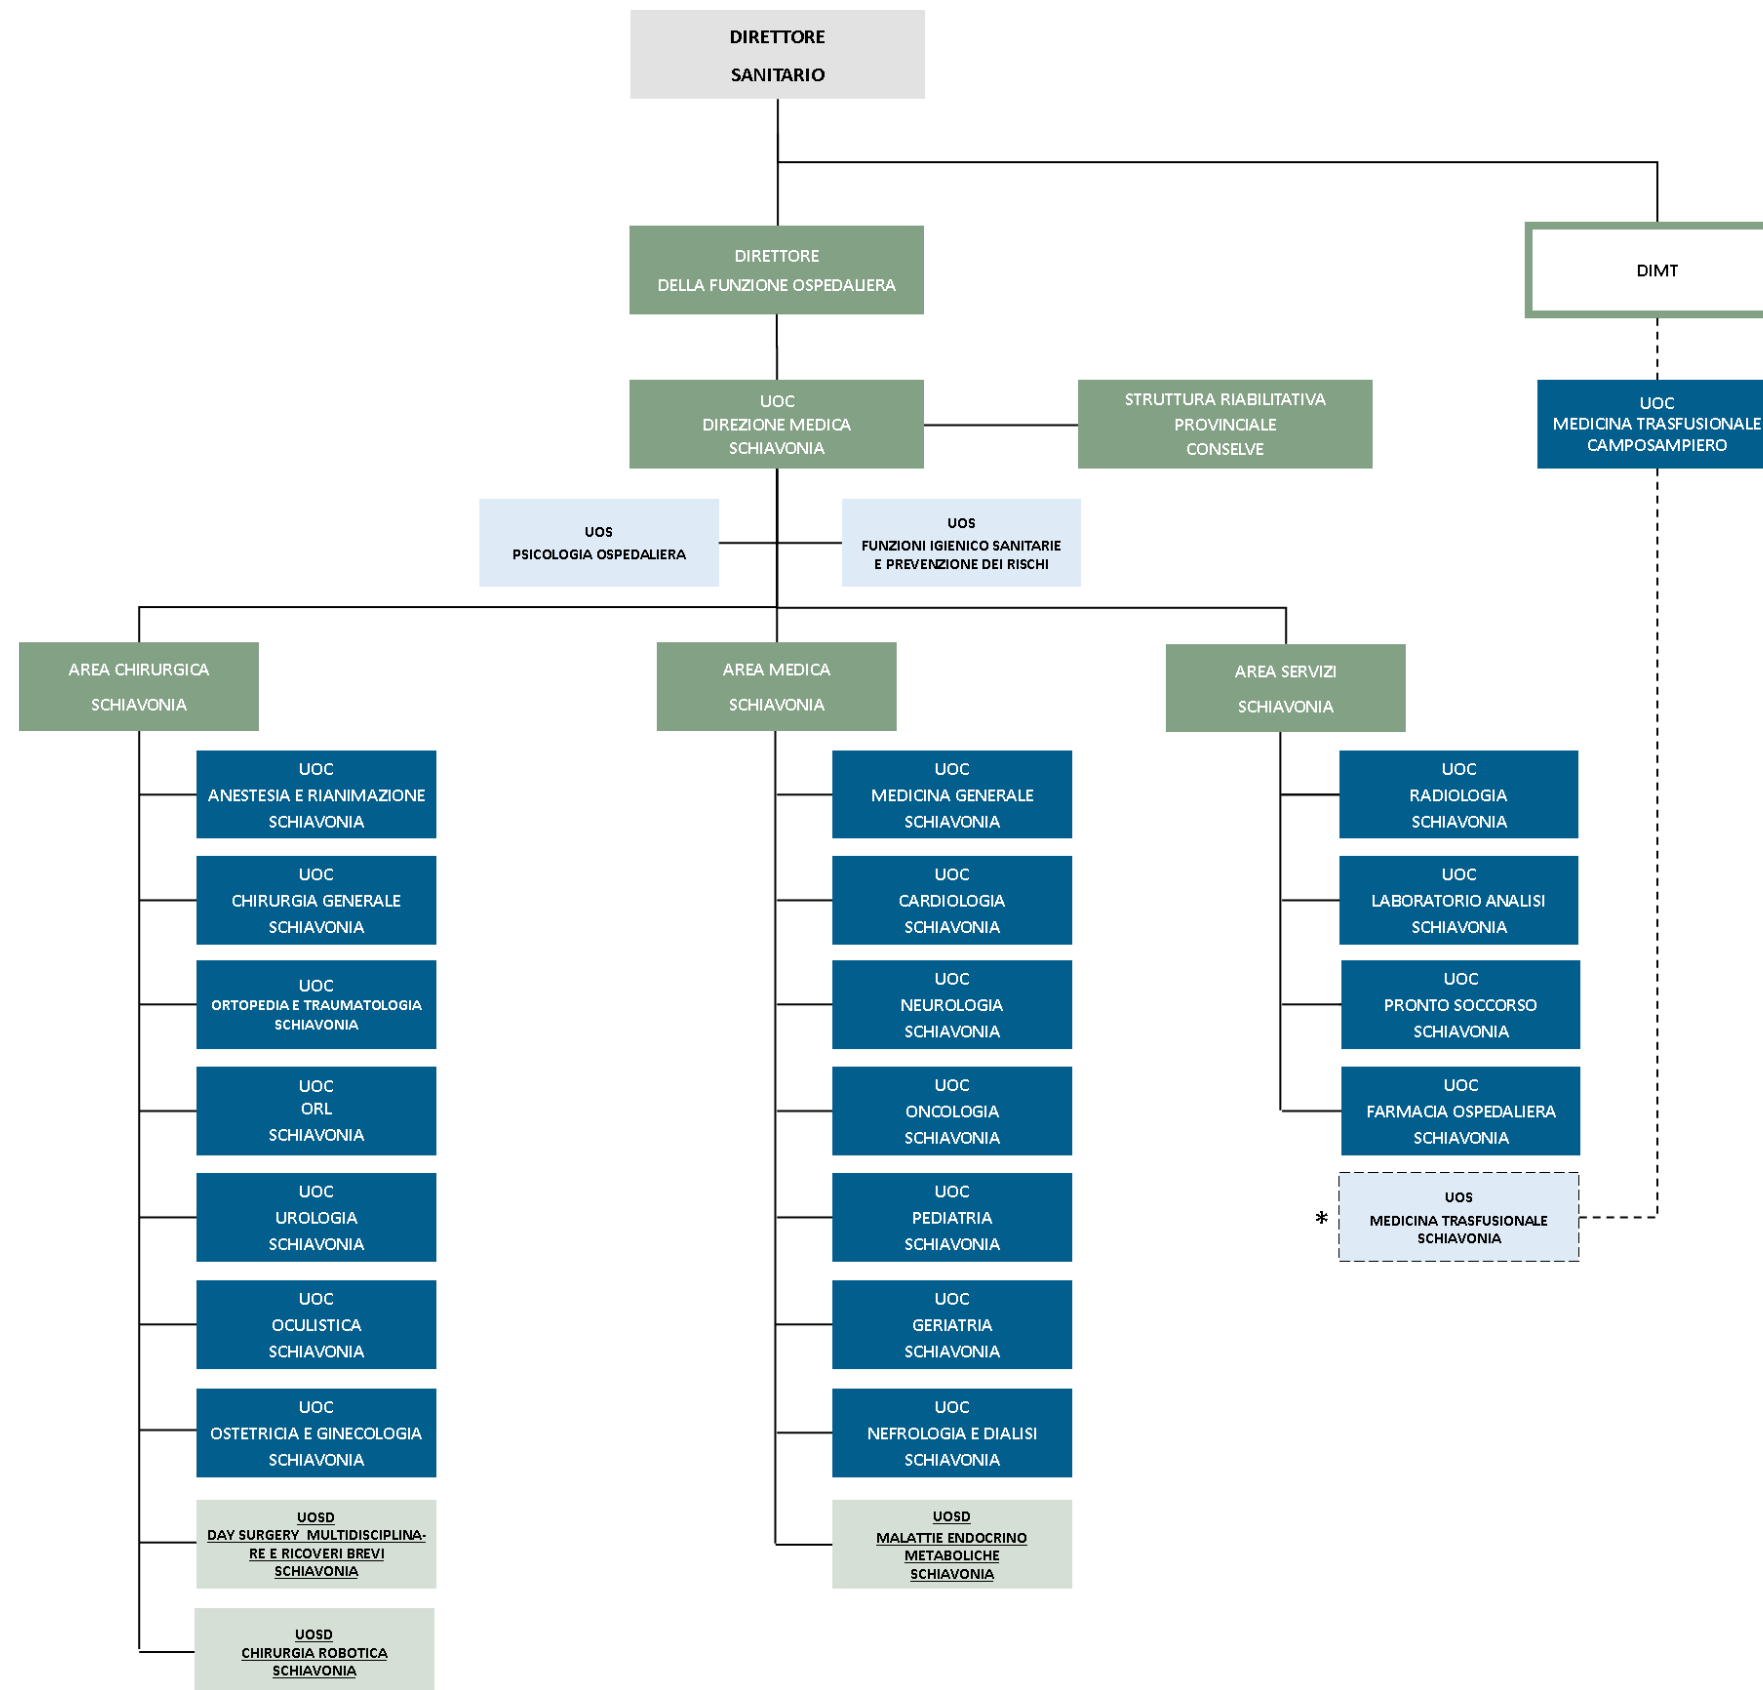 DIRETTORE
SANITARIO
DIRETTORE
DELLA FUNZIONE OSPEDALIERA
DIMT
UOC
DIREZIONE MEDICA
SCHIAVONIA
STRUTTURA RIABILITATIVA
PROVINCIALE
CONSELVE
UOC
MEDICINA TRASFUSIONALE
CAMPOSAMPIERO
UOS
PSICOLOGIA OSPEDALIERA
UOS
FUNZIONI IGIENICO SANITARIE
E PREVENZIONE DEI RISCHI
AREA CHIRURGICA
SCHIAVONIA
AREA MEDICA
SCHIAVONIA
AREA SERVIZI
SCHIAVONIA
UOC
ANESTESIA E RIANIMAZIONE
SCHIAVONIA
UOC
CHIRURGIA GENERALE
SCHIAVONIA
UOC
ORTOPEDIA E TRAUMATOLOGIA
SCHIAVONIA
UOC
ORL
SCHIAVONIA
UOC
UROLOGIA
SCHIAVONIA
UOC
OCULISTICA
SCHIAVONIA
UOC
OSTETRICIA E GINECOLOGIA
SCHIAVONIA
UOSD
DAY SURGERY MULTIDISCIPLINA-
RE E RICOVERI BREVI
SCHIAVONIA
UOSD
CHIRURGIA ROBOTICA
SCHIAVONIA
UOC
MEDICINA GENERALE
SCHIAVONIA
UOC
CARDIOLOGIA
SCHIAVONIA
UOC
NEUROLOGIA
SCHIAVONIA
UOC
ONCOLOGIA
SCHIAVONIA
UOC
PEDIATRIA
SCHIAVONIA
UOC
GERIATRIA
SCHIAVONIA
UOC
NEFROLOGIA E DIALISI
SCHIAVONIA
UOSD
MALATTIE ENDOCRINO
METABOLICHE
SCHIAVONIA
UOC
RADIOLOGIA
SCHIAVONIA
UOC
LABORATORIO ANALISI
SCHIAVONIA
UOC
PRONTO SOCCORSO
SCHIAVONIA
UOC
FARMACIA OSPEDALIERA
SCHIAVONIA
*
UOS
MEDICINA TRASFUSIONALE
SCHIAVONIA